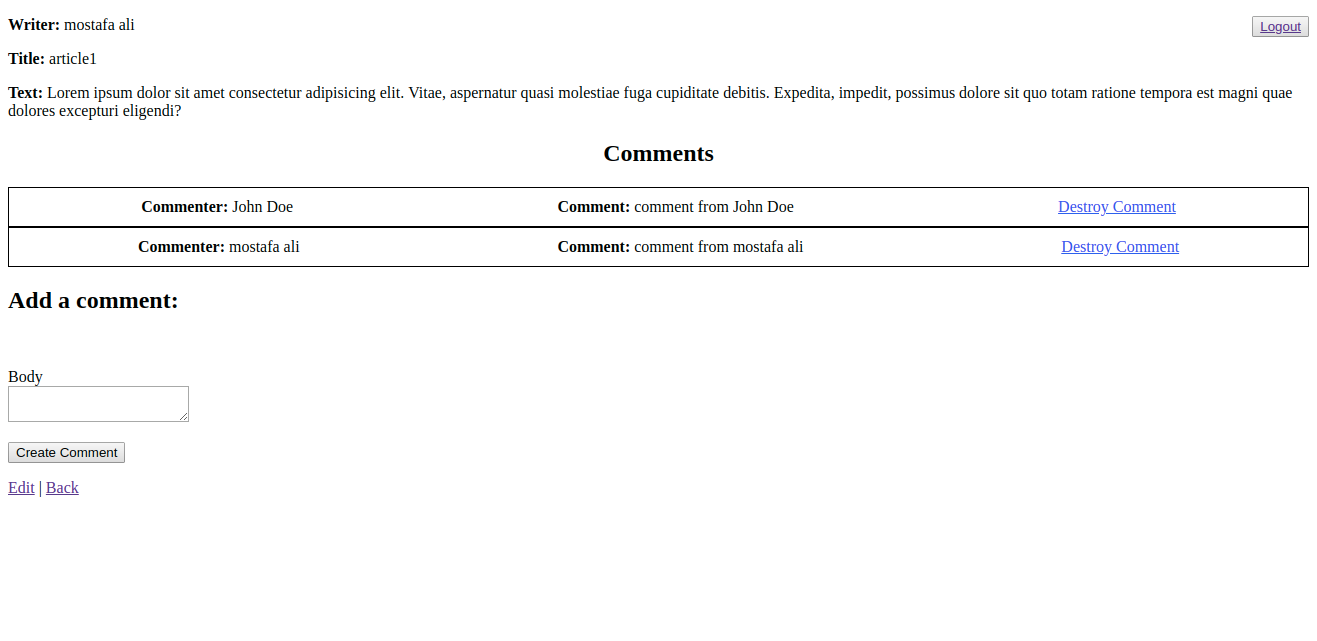 Writer: mostafa ali
Logout
Title: article1
Text: Lorem ipsum dolor sit amet consectetur adipisicing elit. Vitae, aspernatur quasi molestiae fuga cupiditate debitis. Expedita, impedit, possimus dolore sit quo totam ratione tempora est magni quae
dolores excepturi eligendi?
Comments
Commenter: John Doe Comment: comment from John Doe Destroy Comment
Commenter: mostafa ali Comment: comment from mostafa ali Destroy Comment
Add a comment:
Body
Create Comment
Edit | Back